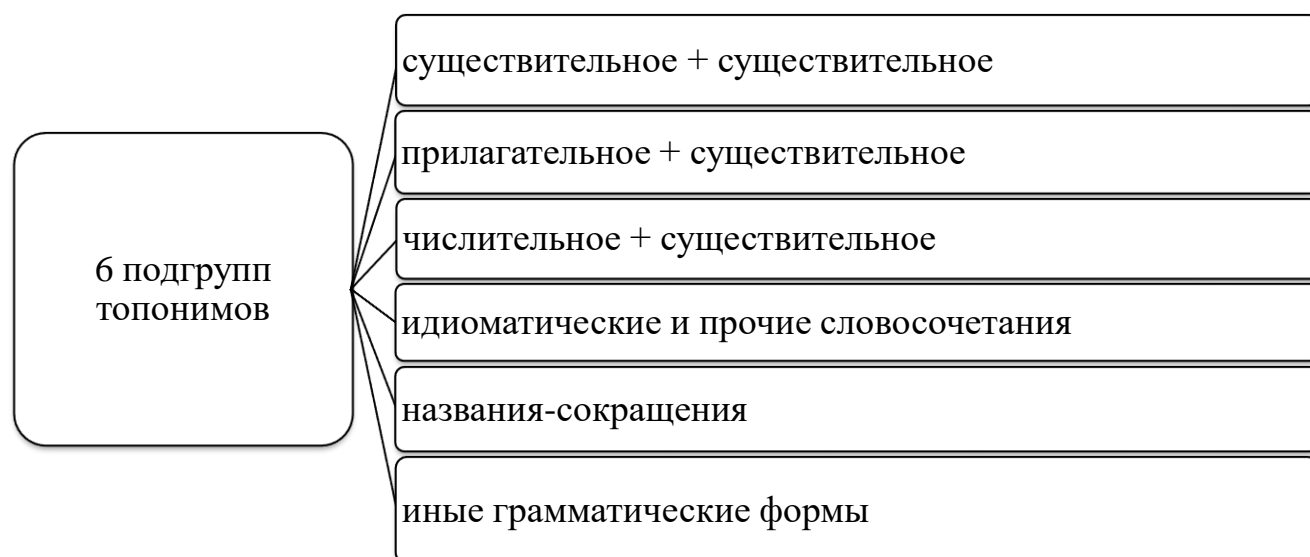 6 подгрупп
топонимов
существительное + существительное
прилагательное + существительное
числительное + существительное
идиоматические и прочие словосочетания
названия-сокращения
иные грамматические формы